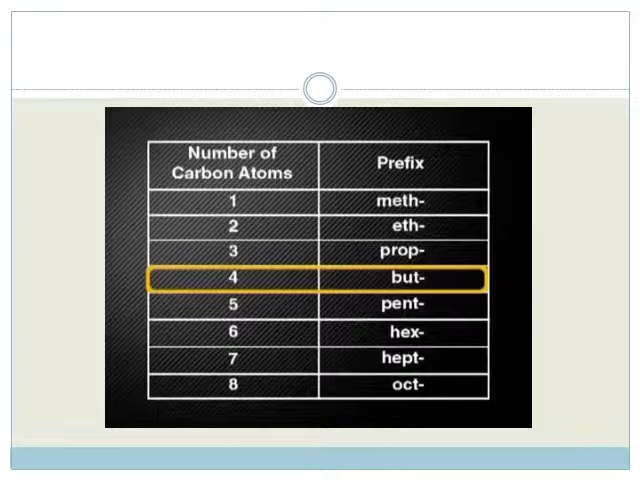 Number of
Carbon Atoms
Prefix
1 meth-
2 eth-
3 prop-
4 but-
5 pent-
6 hex-
7 hept-
8 oct-